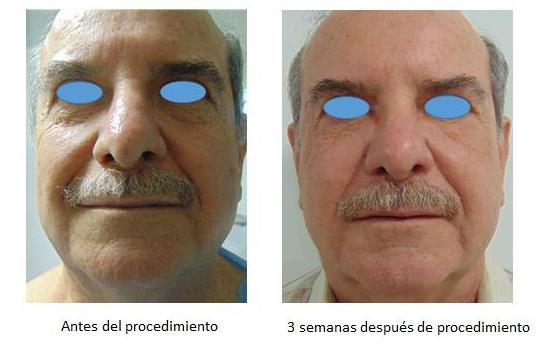 Antes del procedimiento
3 semanas después de procedimiento